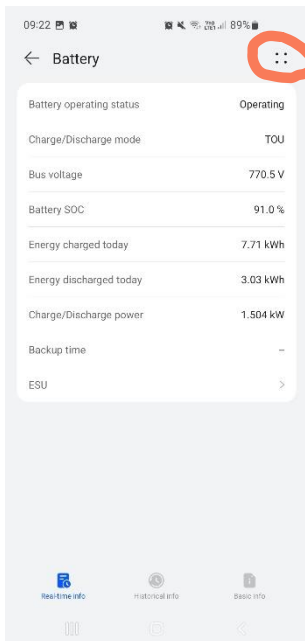 09:22 89%
Battery
Battery operating status Operating
Charge/Discharge mode TOU
Bus voltage 770.5 V
Battery SOC 91.0 %
Energy charged today 7.71 kWh
Energy discharged today 3.03 kWh
Charge/Discharge power 1.504 kW
Backup time –
ESU
Real-time info Historical info Basic info